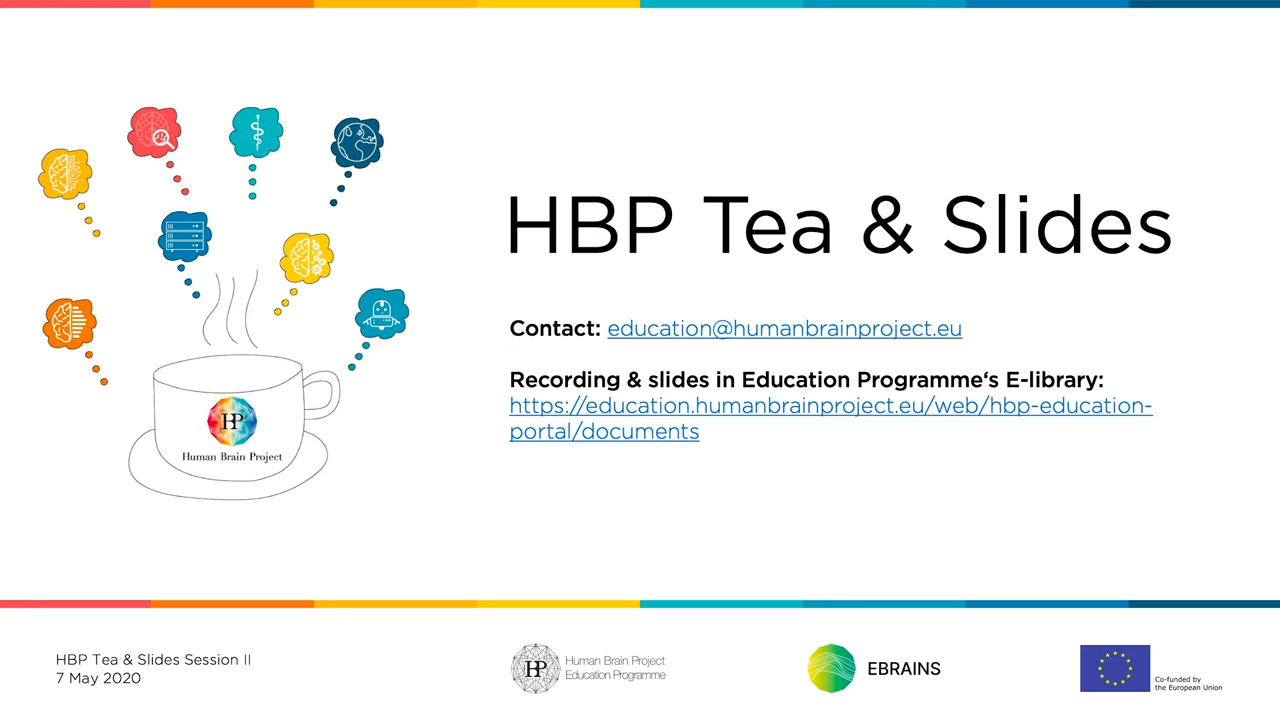 HBP Tea & Slides
Contact: education@humanbrainproject.eu
Recording & slides in Education Programme‘s E-library:
https://education.humanbrainproject.eu/web/hbp-education-
portal/documents
HBP
Human Brain Project
HBP Tea & Slides Session II
7 May 2020
HBP
Human Brain Project
Education Programme
EBRAINS
Co-funded by
the European Union